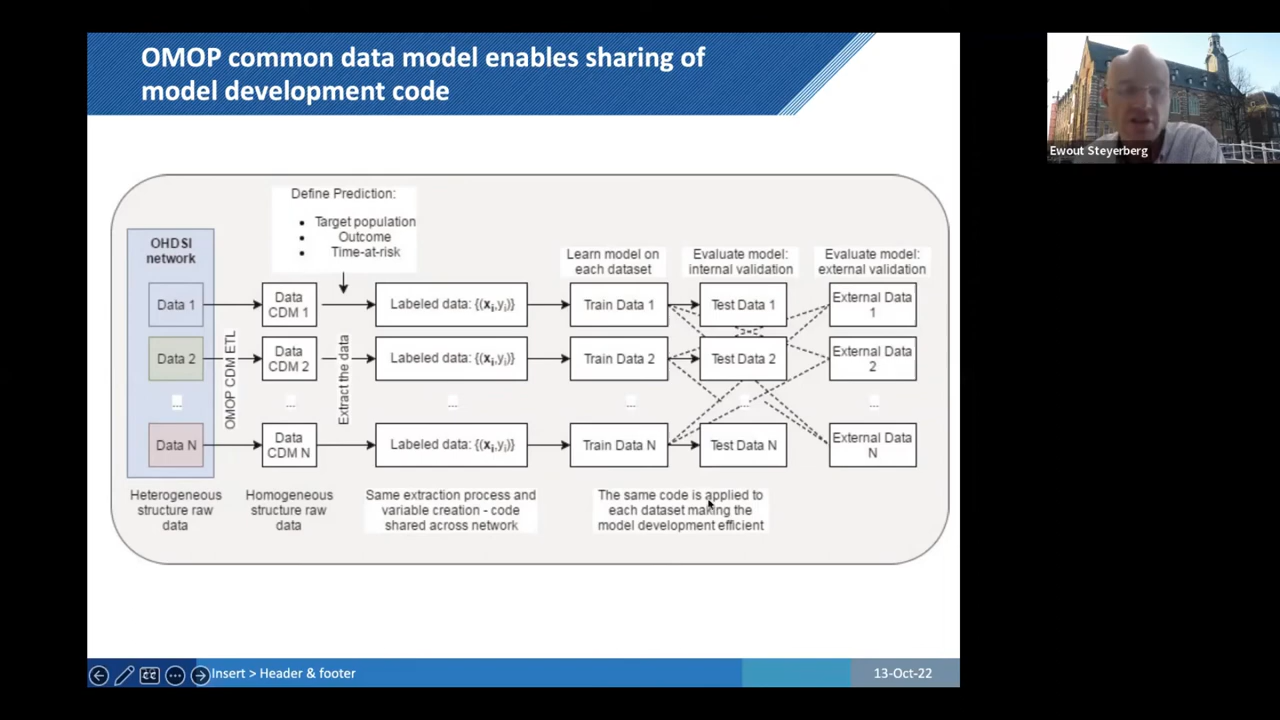 OMOP common data model enables sharing of
model development code
Ewout Steyerberg
Define Prediction:
• Target population
• Outcome
• Time-at-risk
OHDSI
network
Learn model on
each dataset
Evaluate model:
internal validation
Evaluate model:
external validation
Data 1
Data
CDM 1
Labeled data: {(xi,yi)}
Train Data 1
Test Data 1
External Data
1
OMOP CDM ETL
Extract the data
Data 2
Data
CDM 2
Labeled data: {(xi,yi)}
Train Data 2
Test Data 2
External Data
2
...
...
...
...
...
...
Data N
Data
CDM N
Labeled data: {(xi,yi)}
Train Data N
Test Data N
External Data
N
Heterogeneous
structure raw
data
Homogeneous
structure raw
data
Same extraction process and
variable creation - code
shared across network
The same code is applied to
each dataset making the
model development efficient
Insert > Header & footer
13-Oct-22